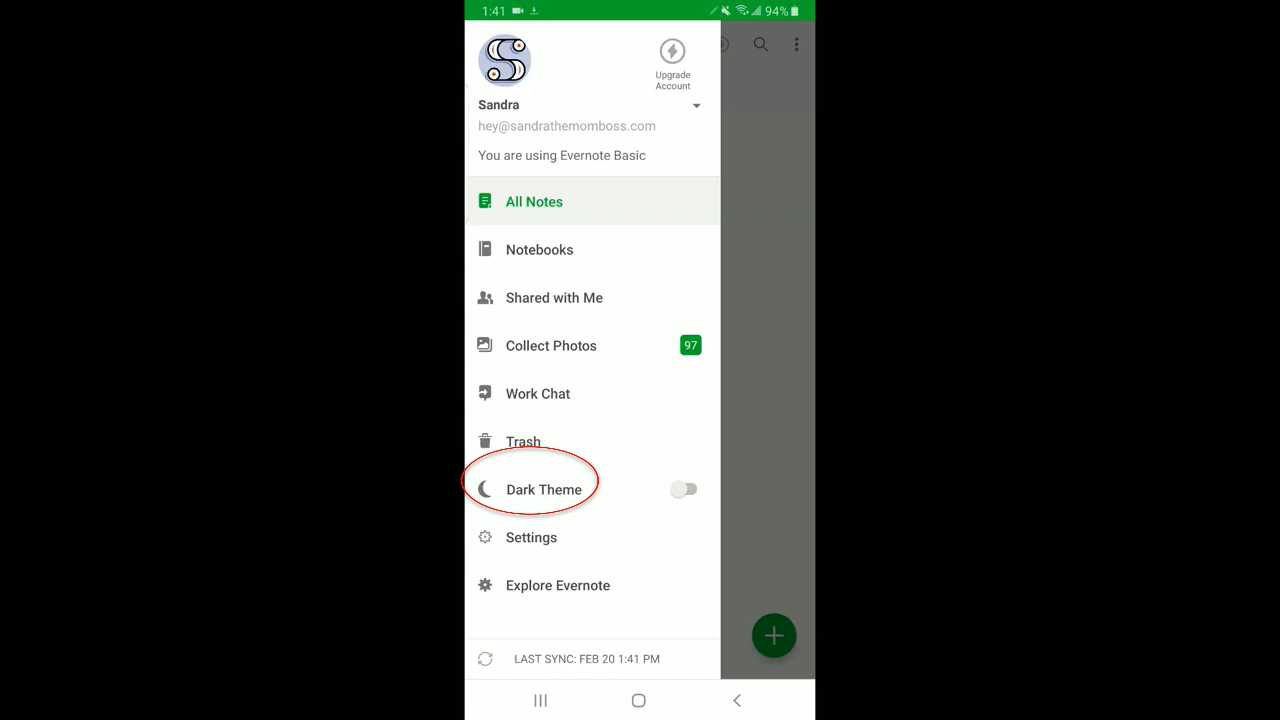 1:41 94%
Upgrade
Account
Sandra
hey@sandrathemomboss.com
You are using Evernote Basic
All Notes
Notebooks
Shared with Me
Collect Photos 97
Work Chat
Trash
Dark Theme
Settings
Explore Evernote
LAST SYNC: FEB 20 1:41 PM